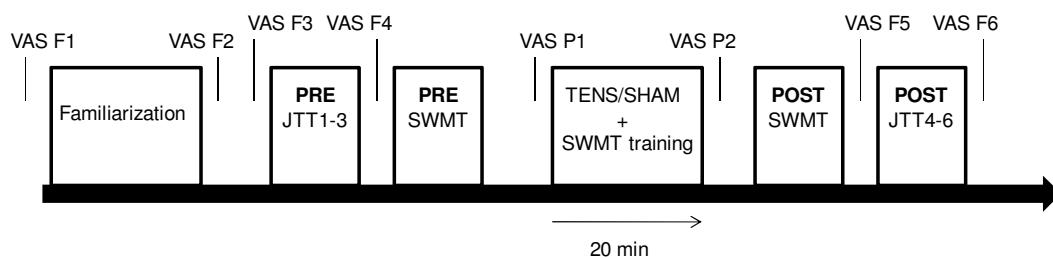 VAS F1
VAS F2
VAS F3
VAS F4
VAS P1
VAS P2
VAS F5
VAS F6
Familiarization
PRE
JTT1-3
PRE
SWMT
TENS/SHAM
+
SWMT training
POST
SWMT
POST
JTT4-6
20 min